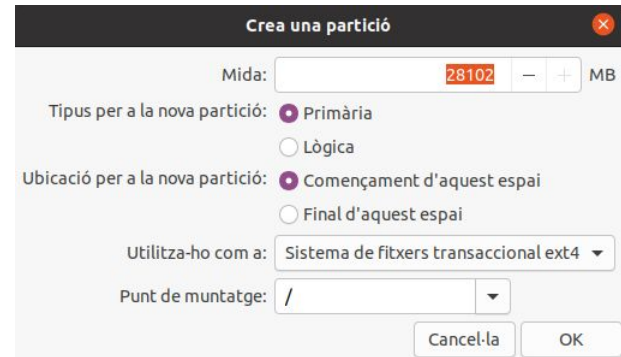 Crea una partició
Mida: 28102 − + MB
Tipus per a la nova partició: Primària
Lògica
Ubicació per a la nova partició: Començament d'aquest espai
Final d'aquest espai
Utilitza-ho com a: Sistema de fitxers transaccional ext4
Punt de muntatge: /
Cancel·la OK